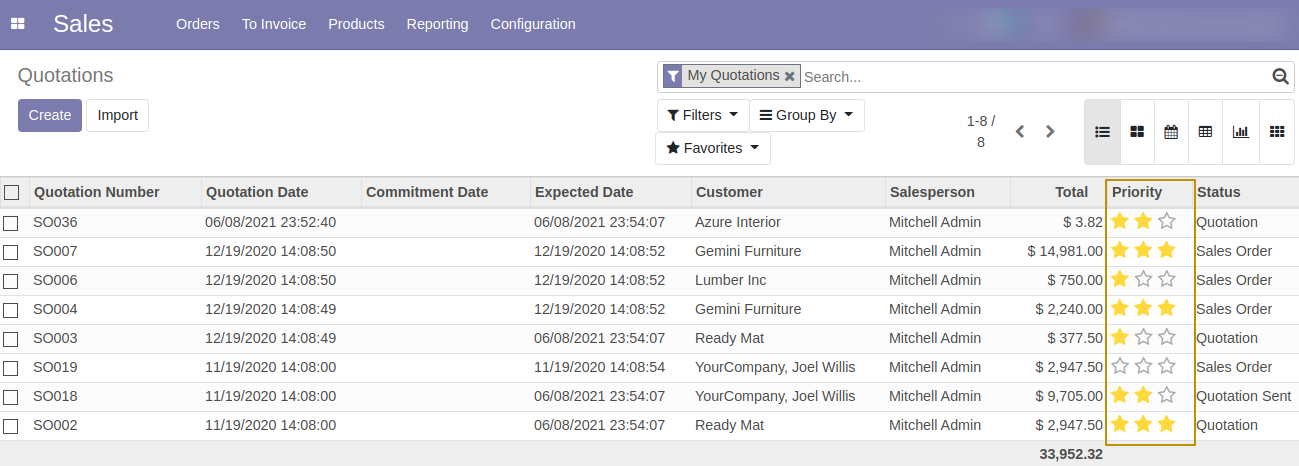 Sales Orders To Invoice Products Reporting Configuration
Quotations
My Quotations Search...
Create Import
Filters Group By
1-8 / 8
Favorites
Quotation Number Quotation Date Commitment Date Expected Date Customer Salesperson Total Priority Status
SO036 06/08/2021 23:52:40 06/08/2021 23:54:07 Azure Interior Mitchell Admin $ 3.82 Quotation
SO007 12/19/2020 14:08:50 12/19/2020 14:08:52 Gemini Furniture Mitchell Admin $ 14,981.00 Sales Order
SO006 12/19/2020 14:08:50 12/19/2020 14:08:52 Lumber Inc Mitchell Admin $ 750.00 Sales Order
SO004 12/19/2020 14:08:49 12/19/2020 14:08:52 Gemini Furniture Mitchell Admin $ 2,240.00 Sales Order
SO003 12/19/2020 14:08:49 06/08/2021 23:54:07 Ready Mat Mitchell Admin $ 377.50 Quotation
SO019 11/19/2020 14:08:00 11/19/2020 14:08:54 YourCompany, Joel Willis Mitchell Admin $ 2,947.50 Sales Order
SO018 11/19/2020 14:08:00 06/08/2021 23:54:07 YourCompany, Joel Willis Mitchell Admin $ 9,705.00 Quotation Sent
SO002 11/19/2020 14:08:00 06/08/2021 23:54:07 Ready Mat Mitchell Admin $ 2,947.50 Quotation
33,952.32